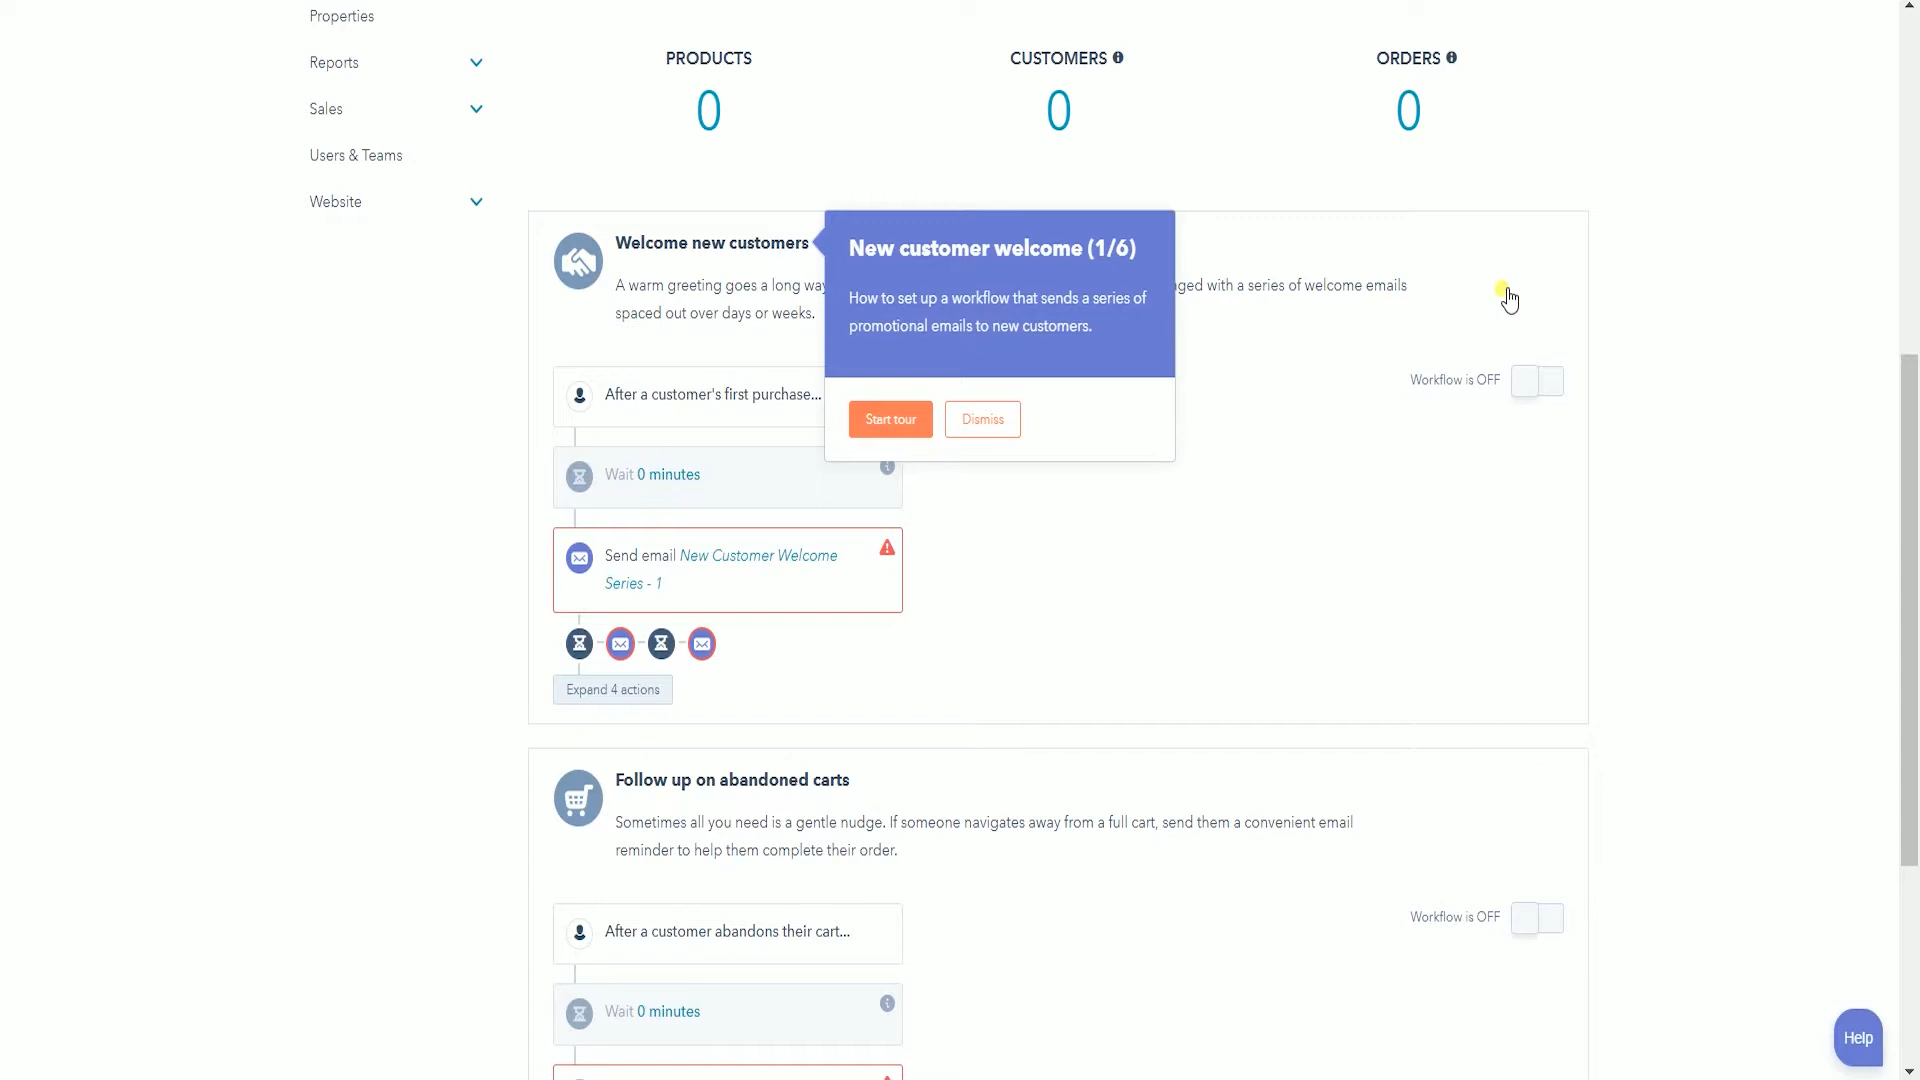 Properties
Reports
Sales
Users & Teams
Website
PRODUCTS
0
CUSTOMERS
0
ORDERS
0
Welcome new customers
A warm greeting goes a long way
ged with a series of welcome emails
spaced out over days or weeks.
New customer welcome (1/6)
How to set up a workflow that sends a series of
promotional emails to new customers.
Start tour
Dismiss
After a customer's first purchase...
Workflow is OFF
Wait 0 minutes
Send email New Customer Welcome
Series - 1
Expand 4 actions
Follow up on abandoned carts
Sometimes all you need is a gentle nudge. If someone navigates away from a full cart, send them a convenient email
reminder to help them complete their order.
After a customer abandons their cart...
Workflow is OFF
Wait 0 minutes
Help